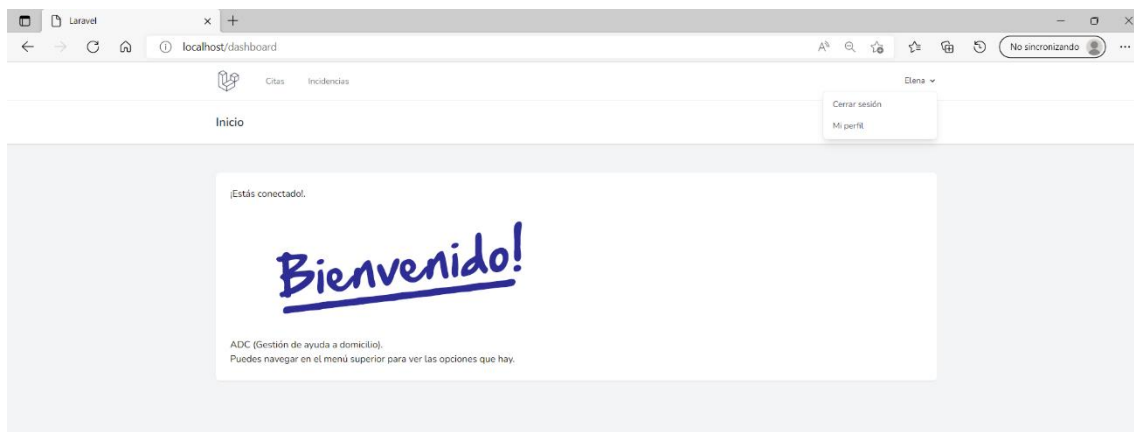 Laravel
localhost/dashboard
No sincronizando
Citas Incidencias
Elena
Cerrar sesión
Mi perfil
Inicio
¡Estás conectado!.
Bienvenido!
ADC (Gestión de ayuda a domicilio).
Puedes navegar en el menú superior para ver las opciones que hay.